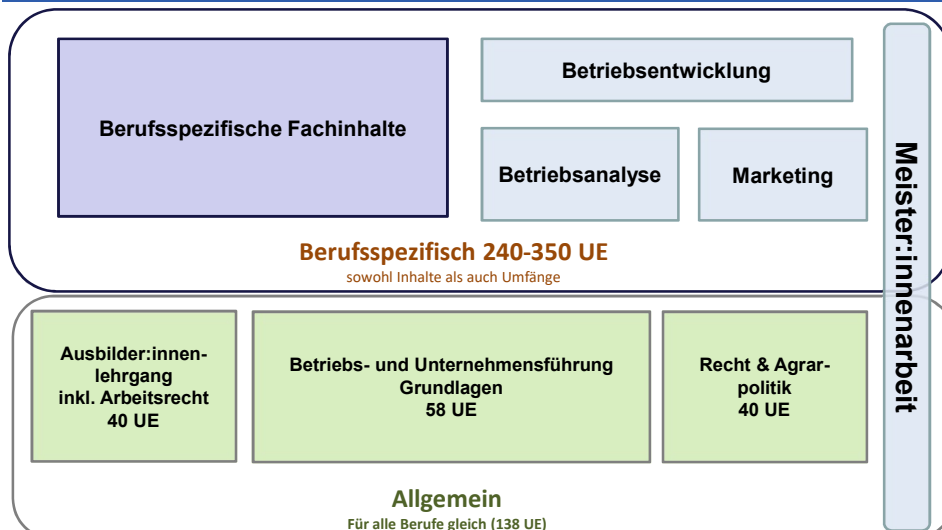 Berufsspezifische Fachinhalte
Betriebsentwicklung
Betriebsanalyse
Marketing
Berufsspezifisch 240-350 UE
sowohl Inhalte als auch Umfänge
Meister:innenarbeit
Ausbilder:innen-
lehrgang
inkl. Arbeitsrecht
40 UE
Betriebs- und Unternehmensführung
Grundlagen
58 UE
Recht & Agrar-
politik
40 UE
Allgemein
Für alle Berufe gleich (138 UE)